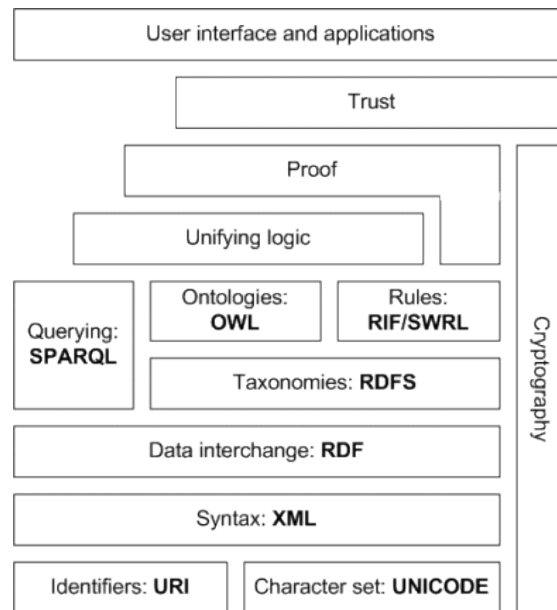 User interface and applications
Trust
Proof
Unifying logic
Querying:
SPARQL
Ontologies:
OWL
Rules:
RIF/SWRL
Taxonomies: RDFS
Data interchange: RDF
Syntax: XML
Identifiers: URI
Character set: UNICODE
Cryptography